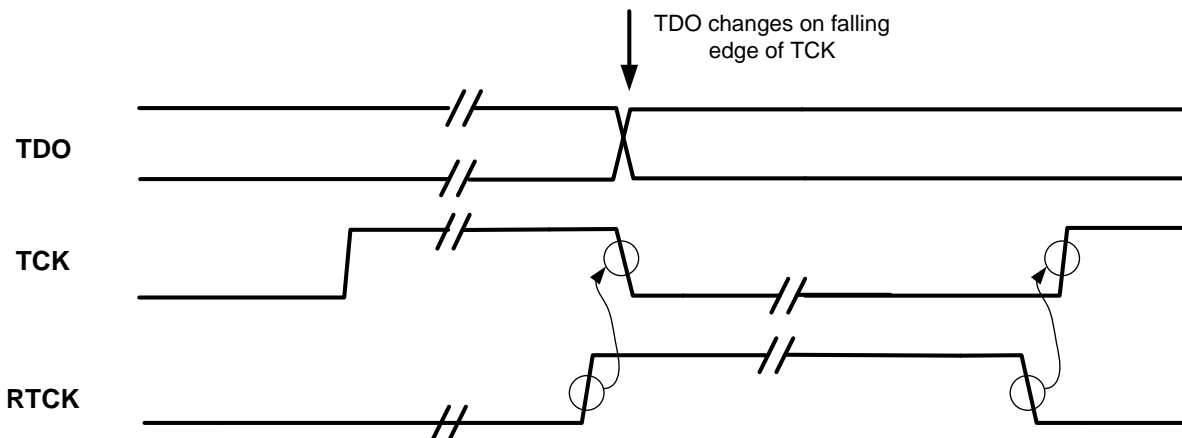 TDO changes on falling
edge of TCK
TDO
TCK
RTCK